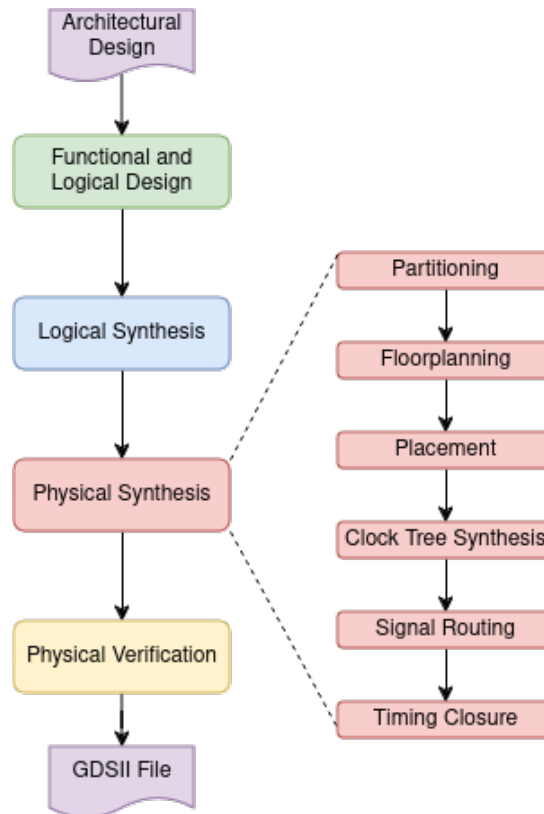 Architectural
Design
Functional and
Logical Design
Logical Synthesis
Physical Synthesis
Physical Verification
GDSII File
Partitioning
Floorplanning
Placement
Clock Tree Synthesis
Signal Routing
Timing Closure